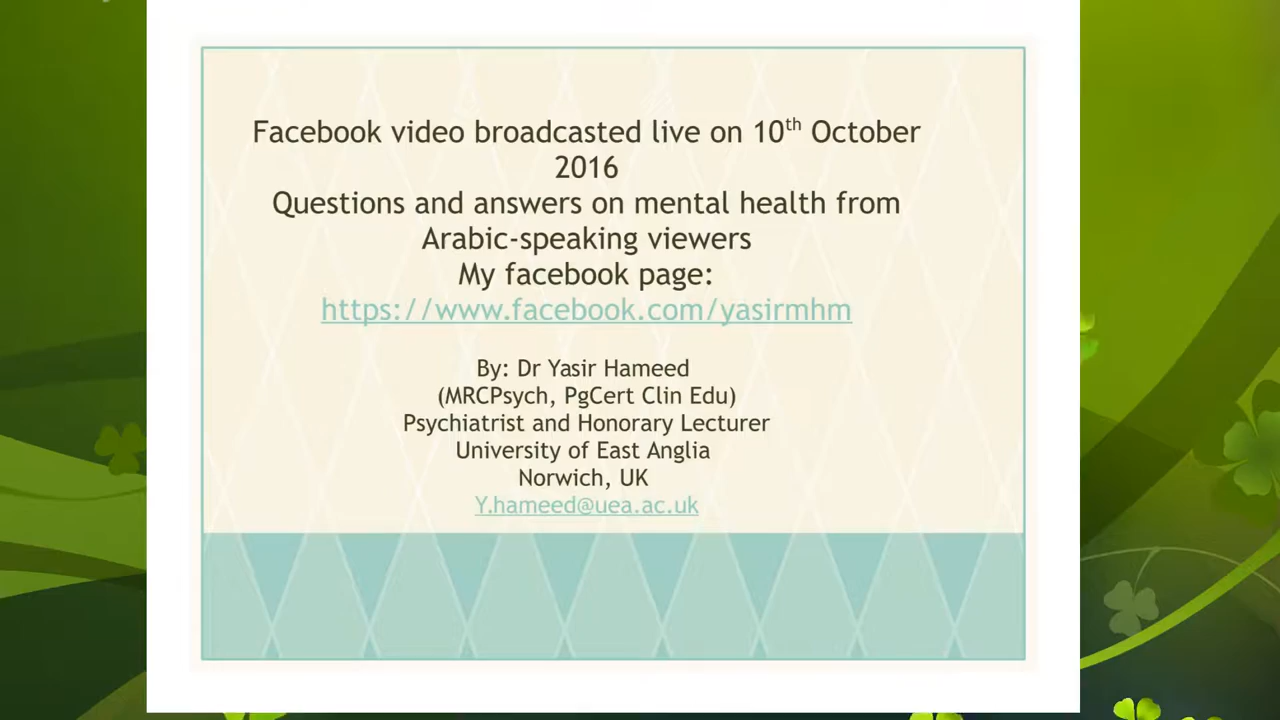 Facebook video broadcasted live on 10th October
2016
Questions and answers on mental health from
Arabic-speaking viewers
My facebook page:
https://www.facebook.com/yasirmhm
By: Dr Yasir Hameed
(MRCPsych, PgCert Clin Edu)
Psychiatrist and Honorary Lecturer
University of East Anglia
Norwich, UK
Y.hameed@uea.ac.uk